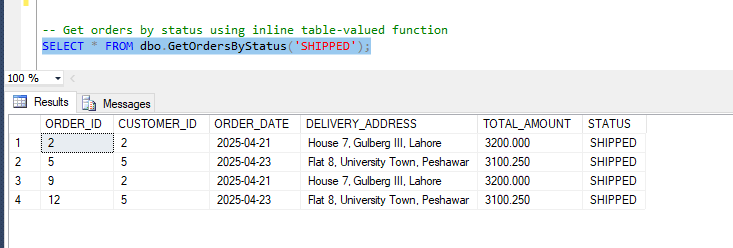 -- Get orders by status using inline table-valued function
SELECT * FROM dbo.GetOrdersByStatus('SHIPPED');
100 %
Results Messages
ORDER_ID CUSTOMER_ID ORDER_DATE DELIVERY_ADDRESS TOTAL_AMOUNT STATUS
1 2 2 2025-04-21 House 7, Gulberg III, Lahore 3200.000 SHIPPED
2 5 5 2025-04-23 Flat 8, University Town, Peshawar 3100.250 SHIPPED
3 9 2 2025-04-21 House 7, Gulberg III, Lahore 3200.000 SHIPPED
4 12 5 2025-04-23 Flat 8, University Town, Peshawar 3100.250 SHIPPED